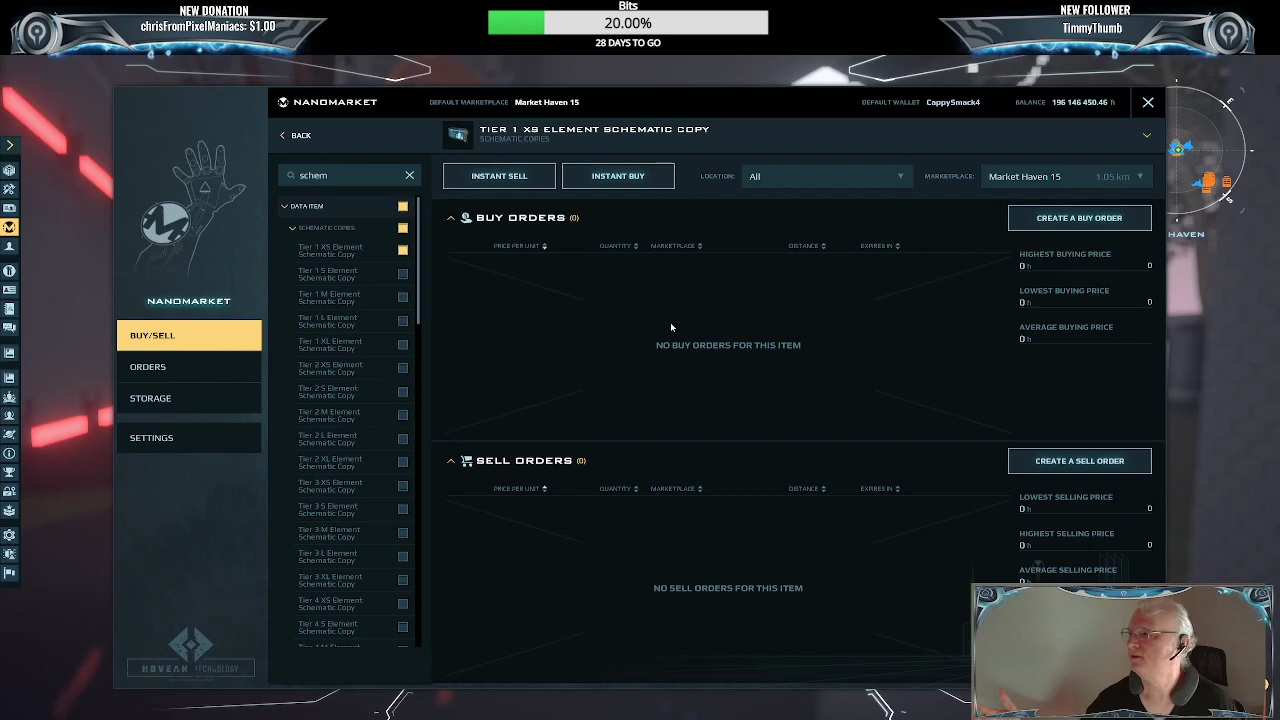 NEW DONATION
chrisFromPixelManiacs: $1.00
Bits
20.00%
28 DAYS TO GO
NEW FOLLOWER
TimmyThumb
NANOMARKET
DEFAULT MARKETPLACE Market Haven 15
DEFAULT WALLET CappySmack4
BALANCE 196 146 450.46 ħ
BACK
TIER 1 XS ELEMENT SCHEMATIC COPY
SCHEMATIC COPIES
schem
INSTANT SELL
INSTANT BUY
LOCATION: All
MARKETPLACE: Market Haven 15 1.05 km
DATA ITEM
SCHEMATIC COPIES
Tier 1 XS Element
Schematic Copy
Tier 1 S Element
Schematic Copy
Tier 1 M Element
Schematic Copy
Tier 1 L Element
Schematic Copy
Tier 1 XL Element
Schematic Copy
Tier 2 XS Element
Schematic Copy
Tier 2 S Element
Schematic Copy
Tier 2 M Element
Schematic Copy
Tier 2 L Element
Schematic Copy
Tier 2 XL Element
Schematic Copy
Tier 3 XS Element
Schematic Copy
Tier 3 S Element
Schematic Copy
Tier 3 M Element
Schematic Copy
Tier 3 L Element
Schematic Copy
Tier 3 XL Element
Schematic Copy
Tier 4 XS Element
Schematic Copy
Tier 4 S Element
Schematic Copy
NANOMARKET
BUY/SELL
ORDERS
STORAGE
SETTINGS
NOVEAN TECHNOLOGY
BUY ORDERS (0)
CREATE A BUY ORDER
PRICE PER UNIT QUANTITY MARKETPLACE DISTANCE EXPIRES IN
HIGHEST BUYING PRICE
0 ħ 0
LOWEST BUYING PRICE
0 ħ 0
AVERAGE BUYING PRICE
0 ħ 0
NO BUY ORDERS FOR THIS ITEM
SELL ORDERS (0)
CREATE A SELL ORDER
PRICE PER UNIT QUANTITY MARKETPLACE DISTANCE EXPIRES IN
LOWEST SELLING PRICE
0 ħ 0
HIGHEST SELLING PRICE
0 ħ 0
AVERAGE SELLING PRICE
NO SELL ORDERS FOR THIS ITEM
E
S
HAVEN